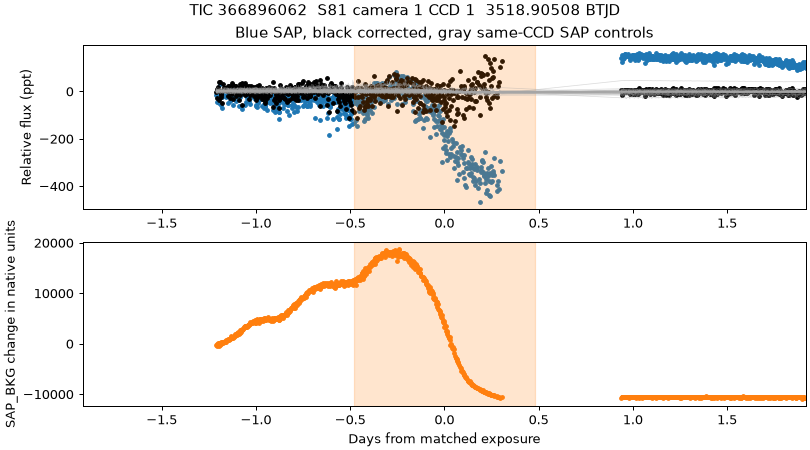 TIC 366896062  S81 camera 1 CCD 1  3518.90508 BTJD
Blue SAP, black corrected, gray same-CCD SAP controls
Relative flux (ppt)
0
−200
−400
−1.5 −1.0 −0.5 0.0 0.5 1.0 1.5
SAP_BKG change in native units
20000
10000
0
−10000
−1.5 −1.0 −0.5 0.0 0.5 1.0 1.5
Days from matched exposure